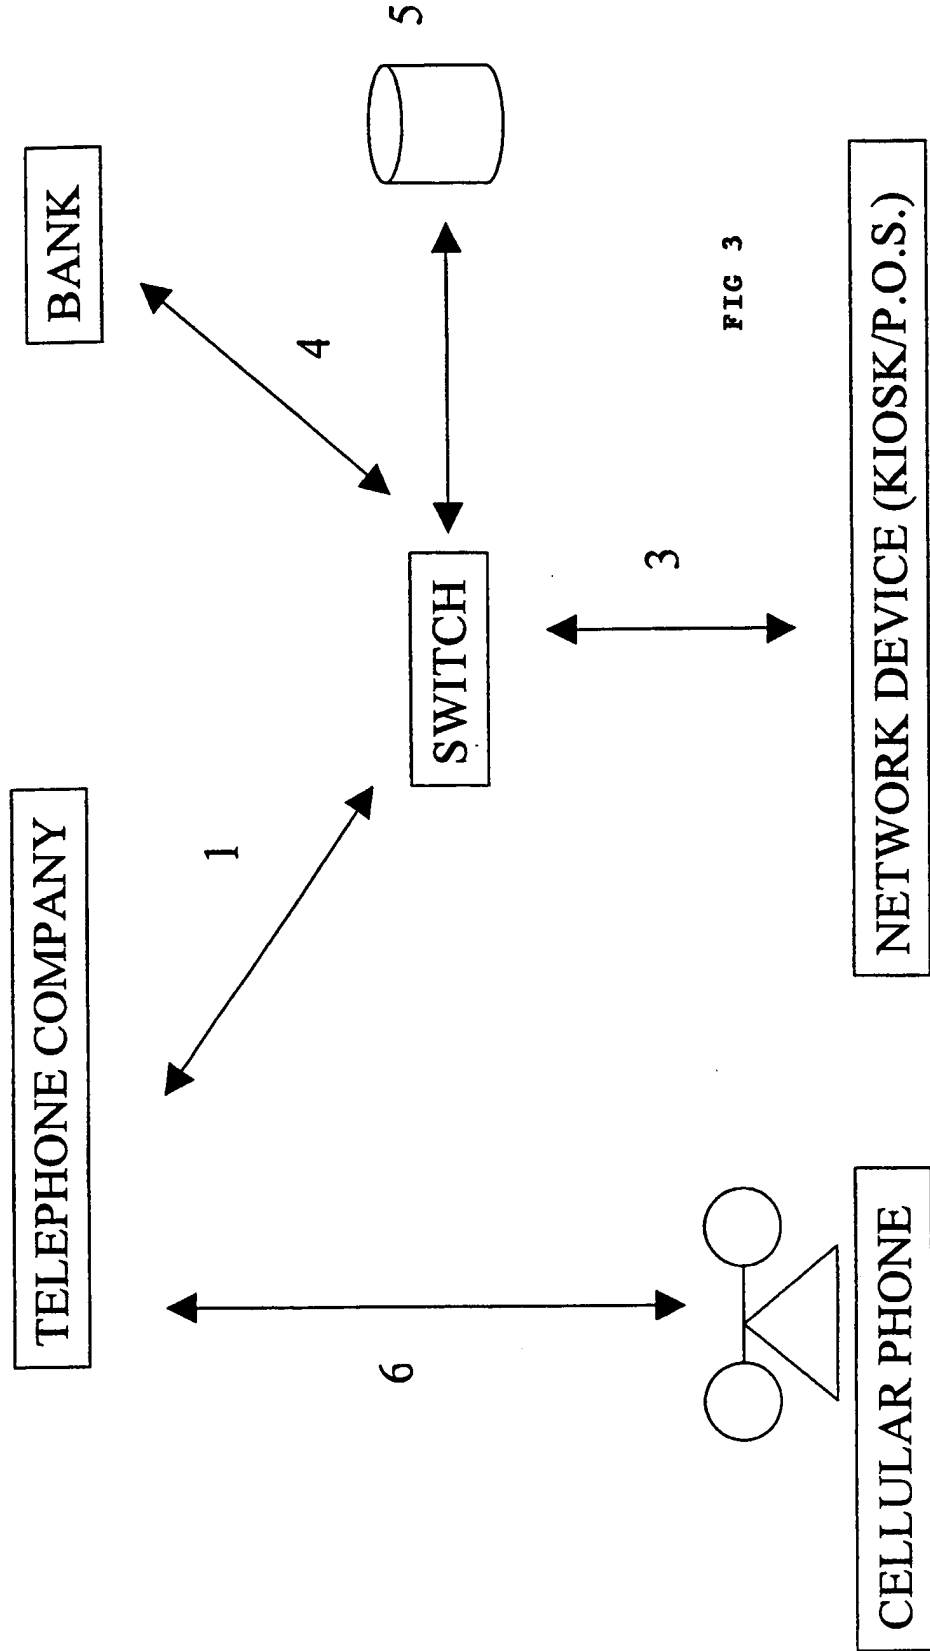 TELEPHONE COMPANY
BANK
1
4
5
6
SWITCH
3
FIG 3
CELLULAR PHONE
NETWORK DEVICE (KIOSK/P.O.S.)